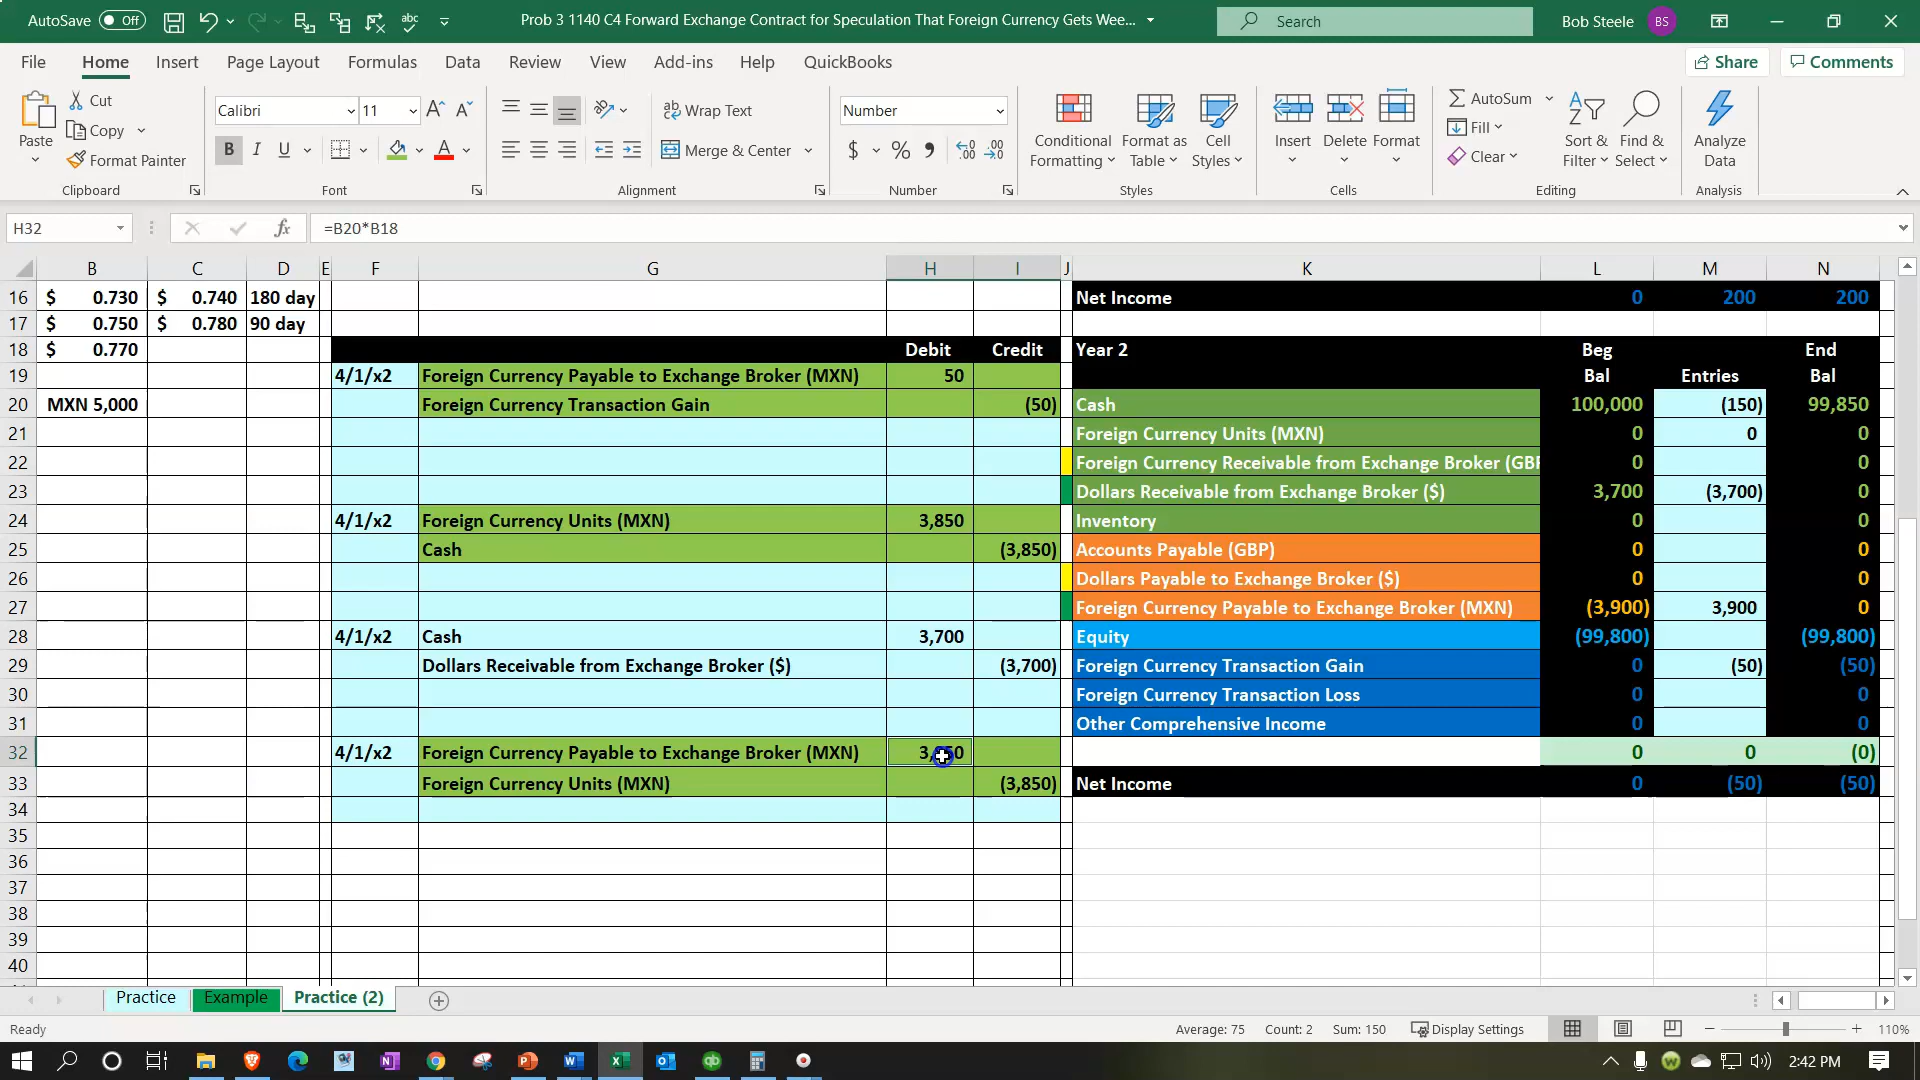 AutoSave Off Prob 3 1140 C4 Forward Exchange Contract for Speculation That Foreign Currency Gets Wee... Search Bob Steele BS
File Home Insert Page Layout Formulas Data Review View Add-ins Help QuickBooks Share Comments
Paste Cut Copy Format Painter Clipboard
Calibri 11 B I U Font
Wrap Text Merge & Center Alignment
Number $ % Number
Conditional Formatting Format as Table Cell Styles Styles
Insert Delete Format Cells
AutoSum Fill Clear Sort & Filter Find & Select Editing
Analyze Data Analysis
H32 fx =B20*B18
B C D E F G H I J K L M N
16 $ 0.730 $ 0.740 180 day Net Income 0 200 200
17 $ 0.750 $ 0.780 90 day
18 $ 0.770 Debit Credit Year 2 Beg End
19 4/1/x2 Foreign Currency Payable to Exchange Broker (MXN) 50 Bal Entries Bal
20 MXN 5,000 Foreign Currency Transaction Gain (50) Cash 100,000 (150) 99,850
21 Foreign Currency Units (MXN) 0 0 0
22 Foreign Currency Receivable from Exchange Broker (GBP 0 0
23 Dollars Receivable from Exchange Broker ($) 3,700 (3,700) 0
24 4/1/x2 Foreign Currency Units (MXN) 3,850 Inventory 0 0
25 Cash (3,850) Accounts Payable (GBP) 0 0
26 Dollars Payable to Exchange Broker ($) 0 0
27 Foreign Currency Payable to Exchange Broker (MXN) (3,900) 3,900 0
28 4/1/x2 Cash 3,700 Equity (99,800) (99,800)
29 Dollars Receivable from Exchange Broker ($) (3,700) Foreign Currency Transaction Gain 0 (50) (50)
30 Foreign Currency Transaction Loss 0 0
31 Other Comprehensive Income 0 0
32 4/1/x2 Foreign Currency Payable to Exchange Broker (MXN) 0 0 (0)
33 Foreign Currency Units (MXN) (3,850) Net Income 0 (50) (50)
34
35
36
37
38
39
40
Practice Example Practice (2)
Ready Average: 75 Count: 2 Sum: 150 Display Settings 110%
2:42 PM